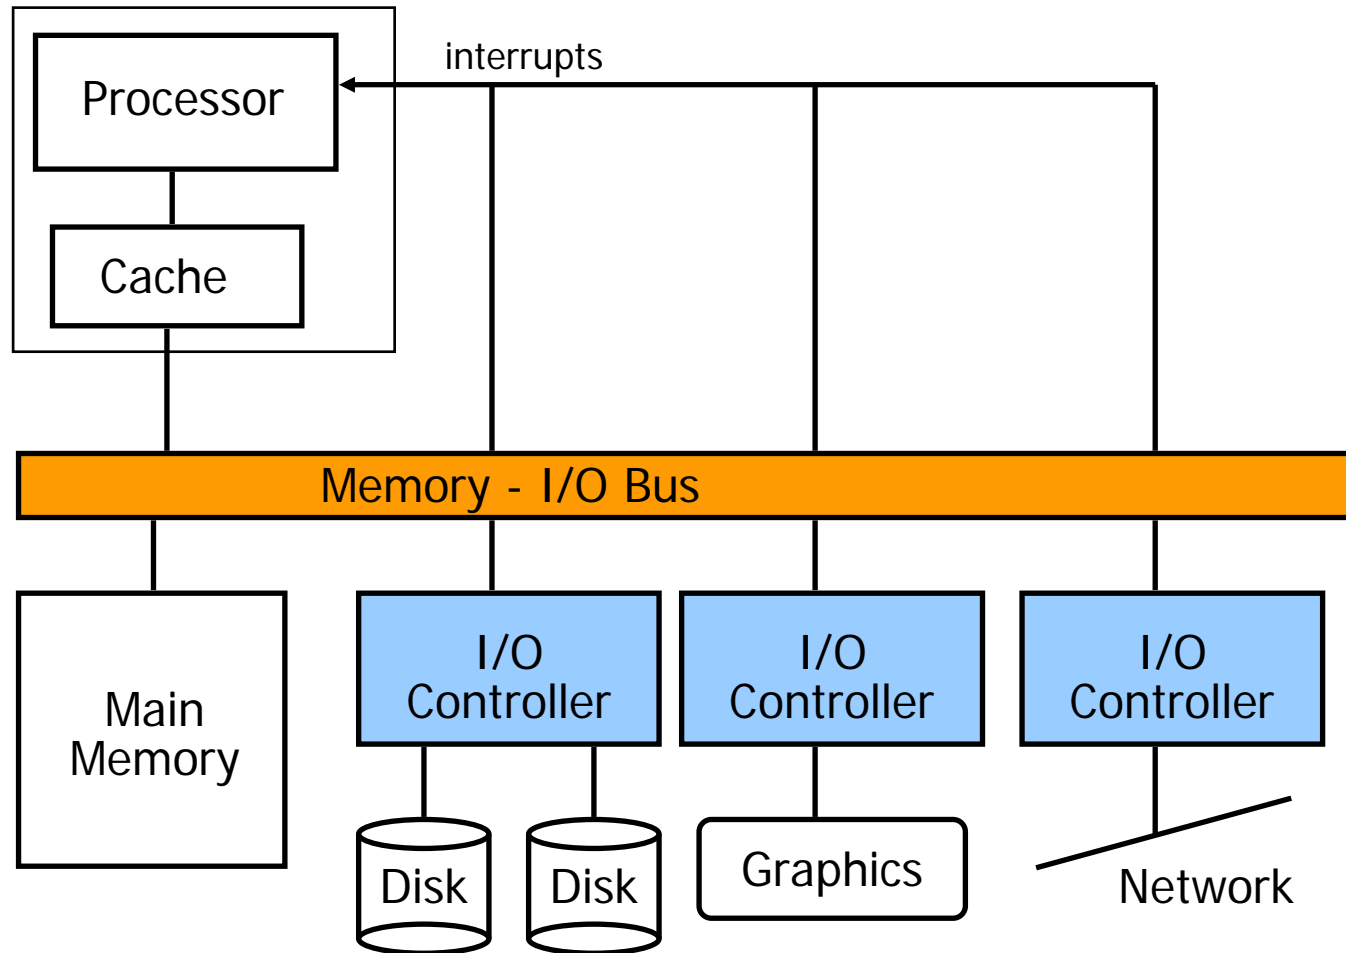 interrupts
Processor
Cache
Memory - I/O Bus
Main
Memory
I/O
Controller
I/O
Controller
I/O
Controller
Disk
Disk
Graphics
Network